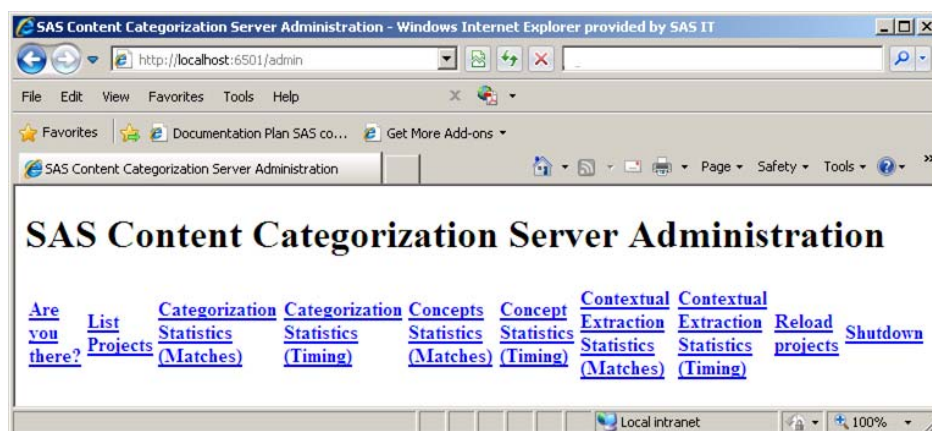 SAS Content Categorization Server Administration - Windows Internet Explorer provided by SAS IT
http://localhost:6501/admin
File Edit View Favorites Tools Help
Favorites Documentation Plan SAS co... Get More Add-ons
SAS Content Categorization Server Administration
Page Safety Tools
SAS Content Categorization Server Administration
Are you there?
List Projects
Categorization Statistics (Matches)
Categorization Statistics (Timing)
Concepts Statistics (Matches)
Concept Statistics (Timing)
Contextual Extraction Statistics (Matches)
Contextual Extraction Statistics (Timing)
Reload projects
Shutdown
Local intranet 100%